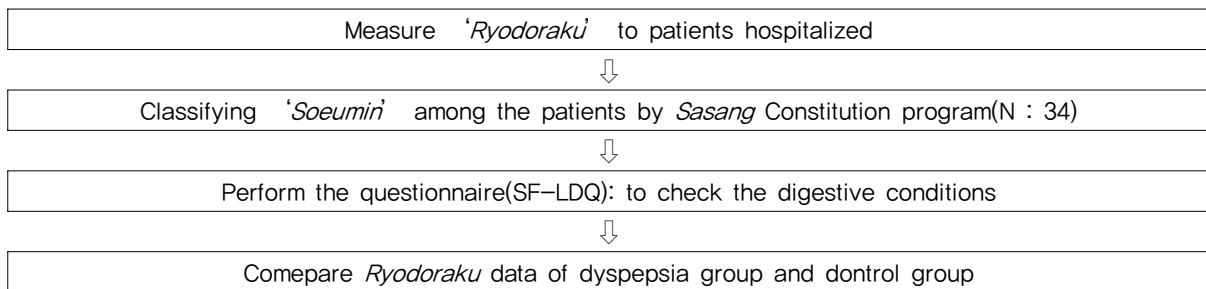 Measure ‘Ryodoraku’ to patients hospitalized
⇩
Classifying ‘Soeumin’ among the patients by Sasang Constitution program(N : 34)
⇩
Perform the questionnaire(SF-LDQ): to check the digestive conditions
⇩
Comepare Ryodoraku data of dyspepsia group and dontrol group